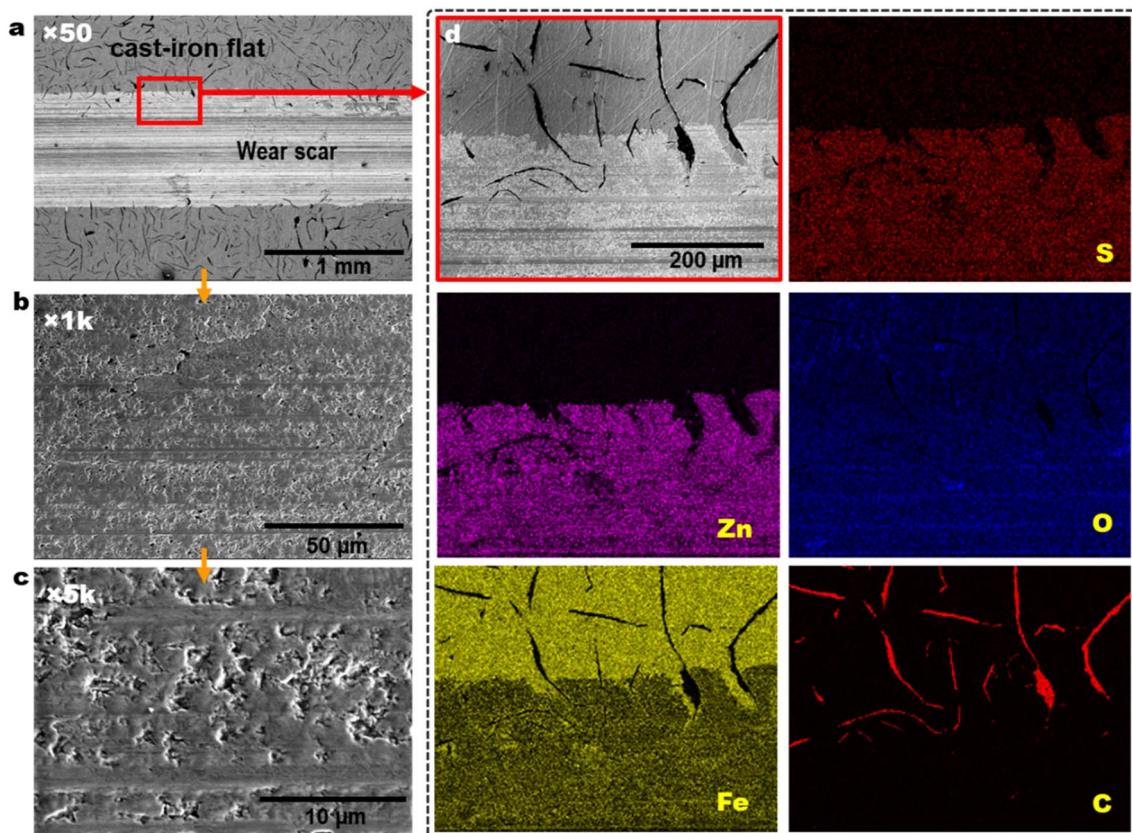 a
×50
cast-iron flat
Wear scar
1 mm
b
×1k
50 µm
c
×5k
10 µm
d
200 µm
S
Zn
O
Fe
C